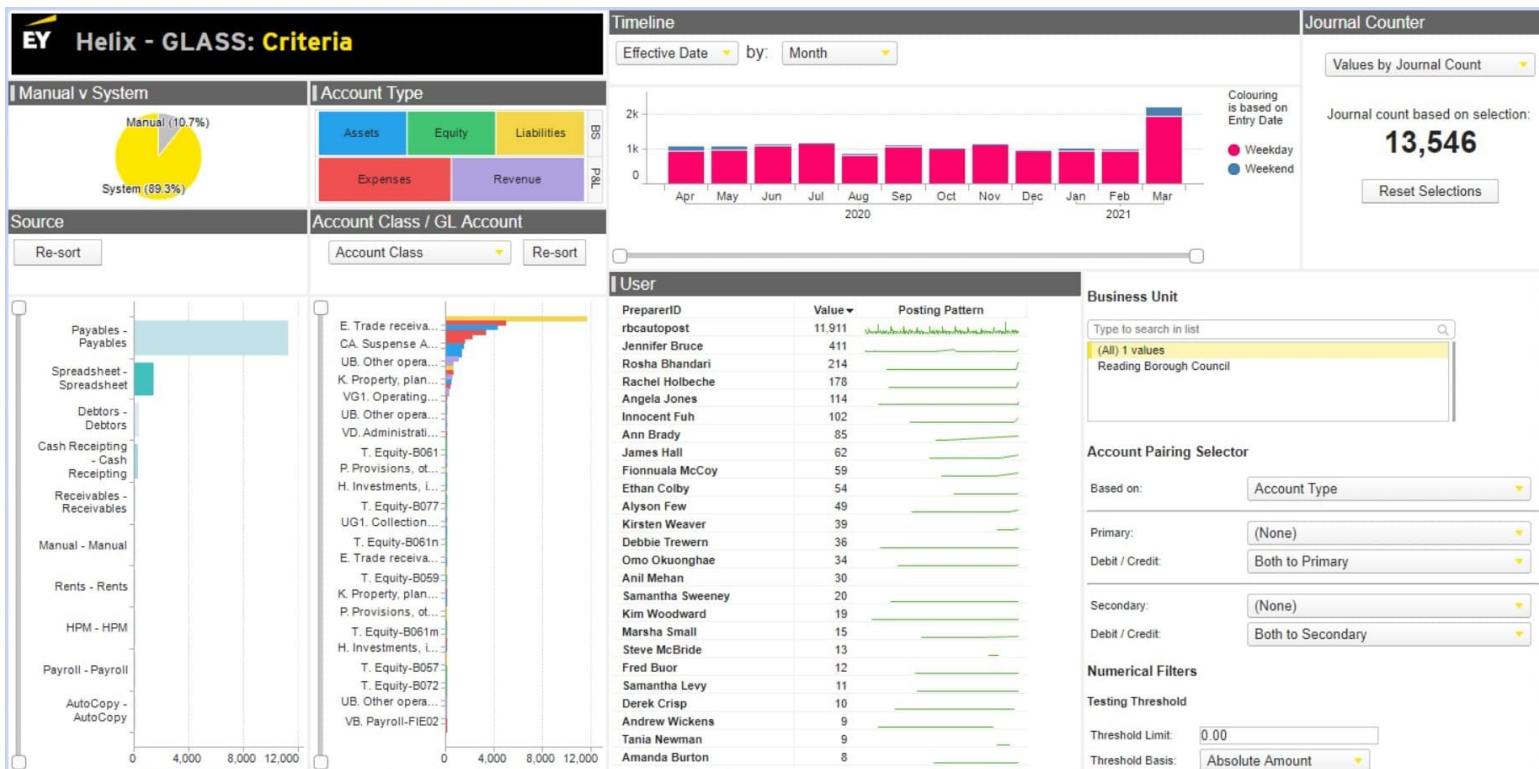 EY Helix - GLASS: Criteria
Manual v System
Manual (10.7%)
System (89.3%)
Account Type
Assets Equity Liabilities BS
Expenses Revenue P&L
Timeline
Effective Date by: Month
2k
1k
0
Apr May Jun Jul Aug Sep Oct Nov Dec Jan Feb Mar
2020 2021
Colouring
is based on
Entry Date
Weekday
Weekend
Journal Counter
Values by Journal Count
Journal count based on selection:
13,546
Reset Selections
Source
Re-sort
Payables -
Payables
Spreadsheet -
Spreadsheet
Debtors -
Debtors
Cash Receipting
- Cash
Receipting
Receivables -
Receivables
Manual - Manual
Rents - Rents
HPM - HPM
Payroll - Payroll
AutoCopy -
AutoCopy
0 4,000 8,000 12,000
Account Class / GL Account
Account Class Re-sort
E. Trade receiva...
CA. Suspense A...
UB. Other opera...
K. Property, plan...
VG1. Operating...
UB. Other opera...
VD. Administrati...
T. Equity-B061
P. Provisions, ot...
H. Investments, i...
T. Equity-B077
UG1. Collection...
T. Equity-B061n
E. Trade receiva...
T. Equity-B059
K. Property, plan...
P. Provisions, ot...
T. Equity-B061m
H. Investments, i...
T. Equity-B057
T. Equity-B072
UB. Other opera...
VB. Payroll-FIE02
0 4,000 8,000 12,000
User
PreparerID Value Posting Pattern
rbcautopost 11,911
Jennifer Bruce 411
Rosha Bhandari 214
Rachel Holbeche 178
Angela Jones 114
Innocent Fuh 102
Ann Brady 85
James Hall 62
Fionnuala McCoy 59
Ethan Colby 54
Alyson Few 49
Kirsten Weaver 39
Debbie Trewern 36
Omo Okuonghae 34
Anil Mehan 30
Samantha Sweeney 20
Kim Woodward 19
Marsha Small 15
Steve McBride 13
Fred Buor 12
Samantha Levy 11
Derek Crisp 10
Andrew Wickens 9
Tania Newman 9
Amanda Burton 8
Business Unit
Type to search in list
(All) 1 values
Reading Borough Council
Account Pairing Selector
Based on: Account Type
Primary: (None)
Debit / Credit: Both to Primary
Secondary: (None)
Debit / Credit: Both to Secondary
Numerical Filters
Testing Threshold
Threshold Limit: 0.00
Threshold Basis: Absolute Amount